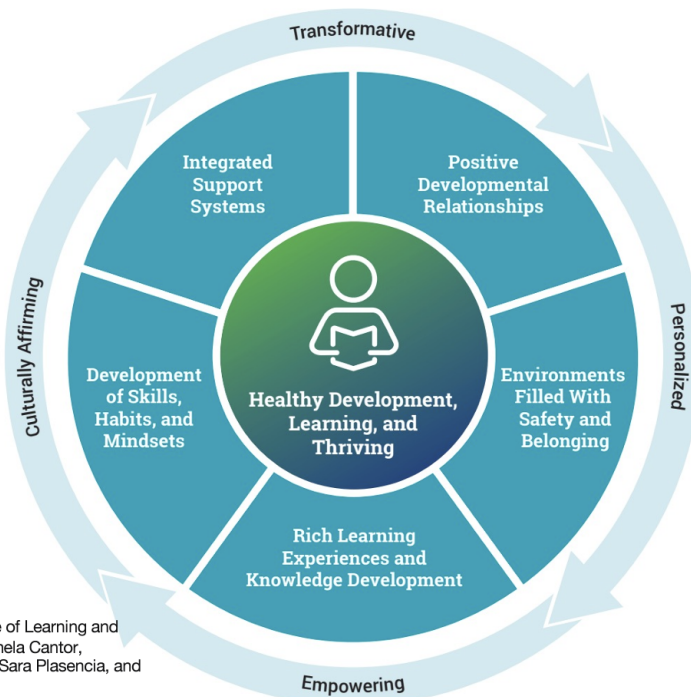 Transformative
Integrated
Support
Systems
Positive
Developmental
Relationships
Culturally Affirming
Personalized
Development
of Skills,
Habits, and
Mindsets
Healthy Development,
Learning, and
Thriving
Environments
Filled With
Safety and
Belonging
Rich Learning
Experiences and
Knowledge Development
of Learning and
Cantor,
Sara Plasencia, and
Empowering